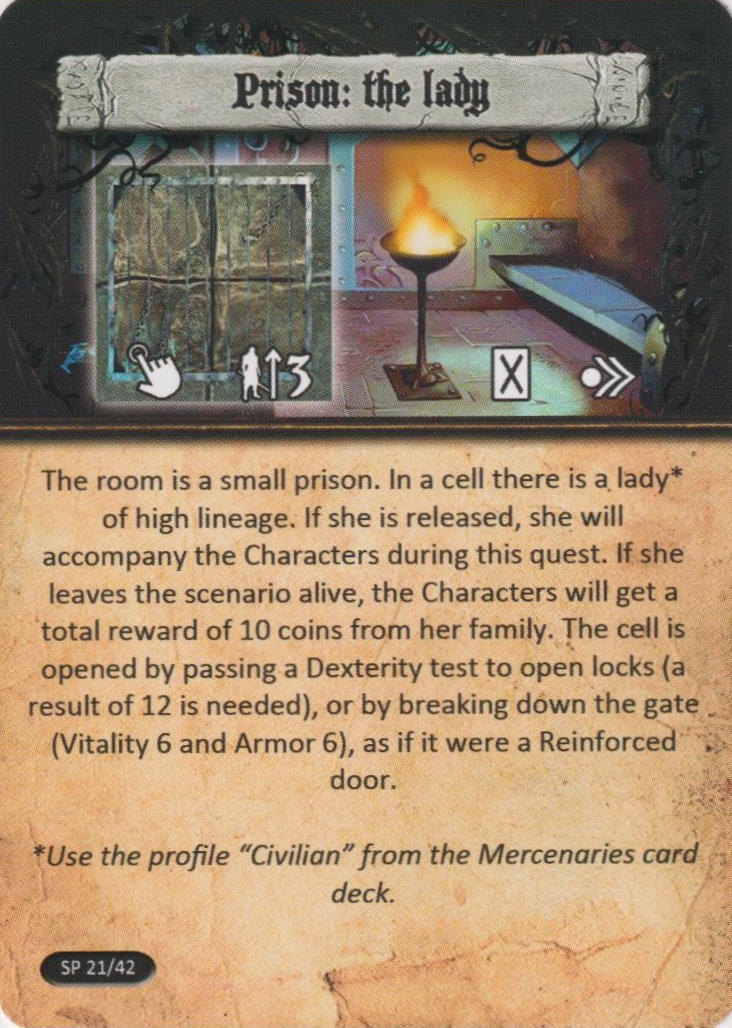 Prison: the lady
3
X
The room is a small prison. In a cell there is a lady*
of high lineage. If she is released, she will
accompany the Characters during this quest. If she
leaves the scenario alive, the Characters will get a
total reward of 10 coins from her family. The cell is
opened by passing a Dexterity test to open locks (a
result of 12 is needed), or by breaking down the gate
(Vitality 6 and Armor 6), as if it were a Reinforced
door.
*Use the profile “Civilian” from the Mercenaries card
deck.
SP 21/42